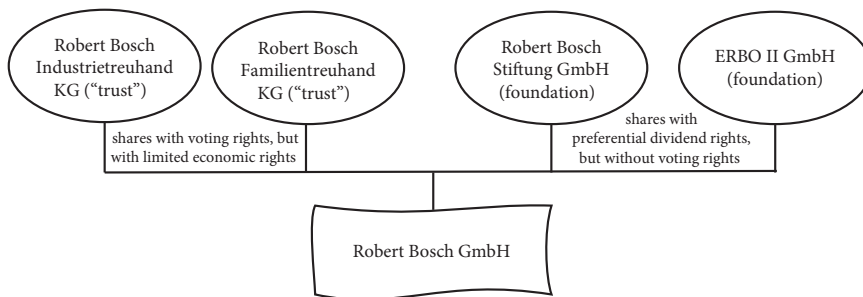 Robert Bosch
Industrietreuhand
KG (“trust”)
Robert Bosch
Familientreuhand
KG (“trust”)
Robert Bosch
Stiftung GmbH
(foundation)
ERBO II GmbH
(foundation)
shares with voting rights, but
with limited economic rights
shares with
preferential dividend rights,
but without voting rights
Robert Bosch GmbH